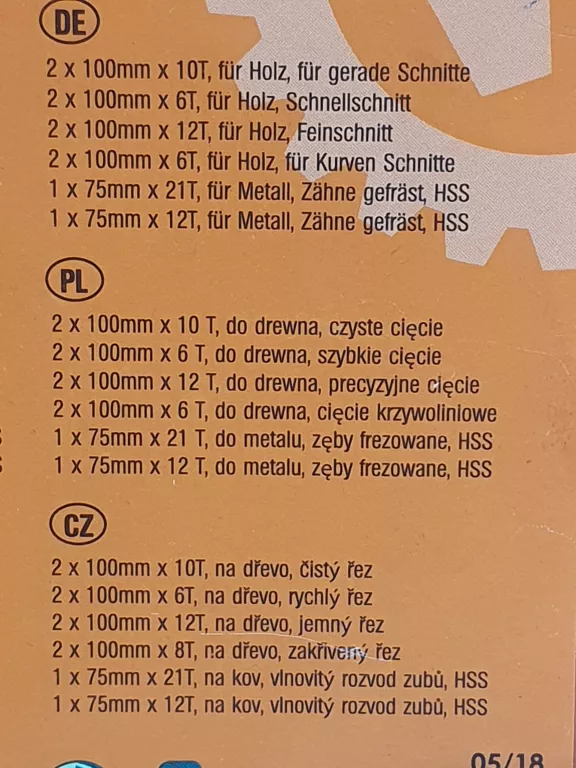 DE
2 x 100mm x 10T, für Holz, für gerade Schnitte
2 x 100mm x 6T, für Holz, Schnellschnitt
2 x 100mm x 12T, für Holz, Feinschnitt
2 x 100mm x 6T, für Holz, für Kurven Schnitte
1 x 75mm x 21T, für Metall, Zähne gefräst, HSS
1 x 75mm x 12T, für Metall, Zähne gefräst, HSS
PL
2 x 100mm x 10 T, do drewna, czyste cięcie
2 x 100mm x 6 T, do drewna, szybkie cięcie
2 x 100mm x 12 T, do drewna, precyzyjne cięcie
2 x 100mm x 6 T, do drewna, cięcie krzywoliniowe
1 x 75mm x 21 T, do metalu, zęby frezowane, HSS
1 x 75mm x 12 T, do metalu, zęby frezowane, HSS
CZ
2 x 100mm x 10T, na dřevo, čistý řez
2 x 100mm x 6T, na dřevo, rychlý řez
2 x 100mm x 12T, na dřevo, jemný řez
2 x 100mm x 8T, na dřevo, zakřivený řez
1 x 75mm x 21T, na kov, vlnovitý rozvod zubů, HSS
1 x 75mm x 12T, na kov, vlnovitý rozvod zubů, HSS
05/18